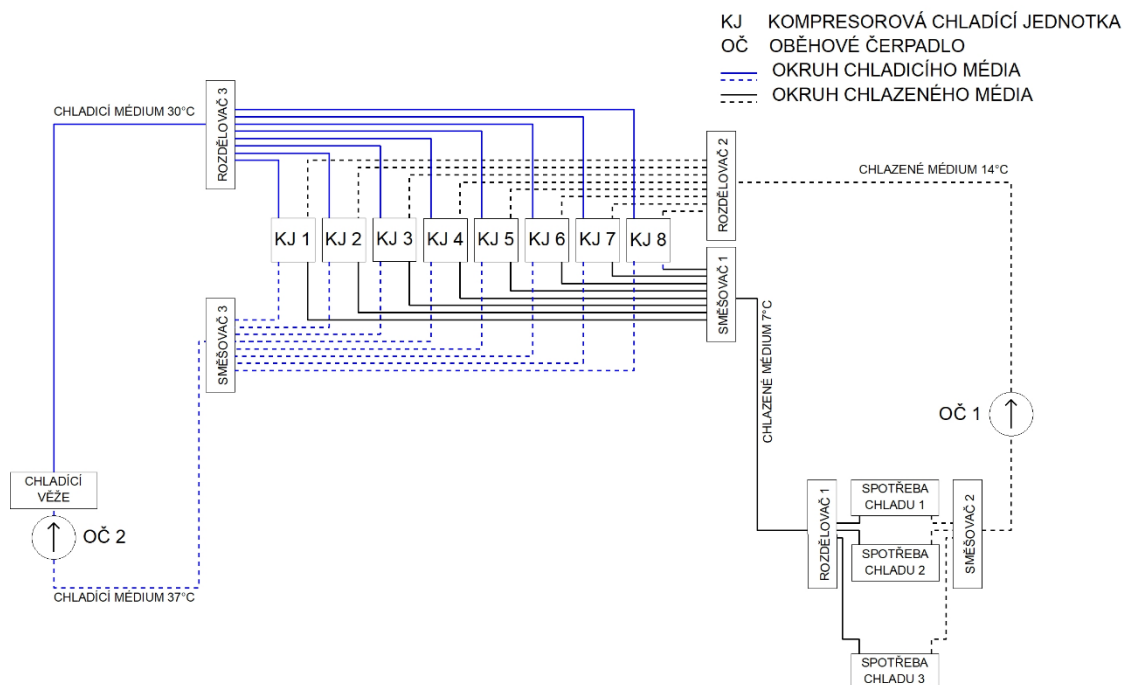 KJ KOMPRESOROVÁ CHLADÍCÍ JEDNOTKA
OČ OBĚHOVÉ ČERPADLO
OKRUH CHLADICÍHO MÉDIA
OKRUH CHLAZENÉHO MÉDIA
CHLADICÍ MÉDIUM 30°C
ROZDĚLOVAČ 3
ROZDĚLOVAČ 2
CHLAZENÉ MÉDIUM 14°C
KJ 1
KJ 2
KJ 3
KJ 4
KJ 5
KJ 6
KJ 7
KJ 8
SMĚŠOVAČ 1
SMĚŠOVAČ 3
CHLAZENÉ MÉDIUM 7°C
OČ 1
CHLADÍCÍ
VĚŽE
OČ 2
CHLADÍCÍ MÉDIUM 37°C
ROZDĚLOVAČ 1
SPOTŘEBA
CHLADU 1
SPOTŘEBA
CHLADU 2
SMĚŠOVAČ 2
SPOTŘEBA
CHLADU 3